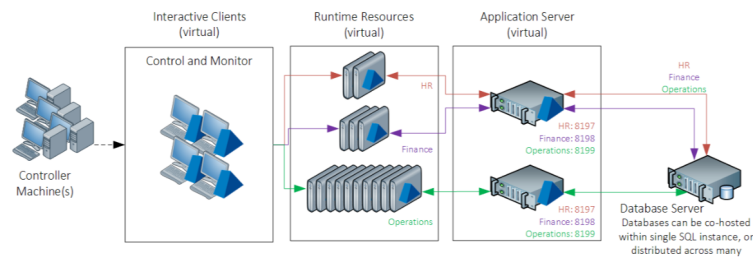 Interactive Clients
(virtual)
Runtime Resources
(virtual)
Application Server
(virtual)
Control and Monitor
HR
HR
Finance
Operations
HR: 8197
Finance: 8198
Operations: 8199
Finance
Controller
Machine(s)
Operations
HR: 8197
Finance: 8198
Operations: 8199
Database Server
Databases can be co-hosted
within single SQL instance, or
distributed across many